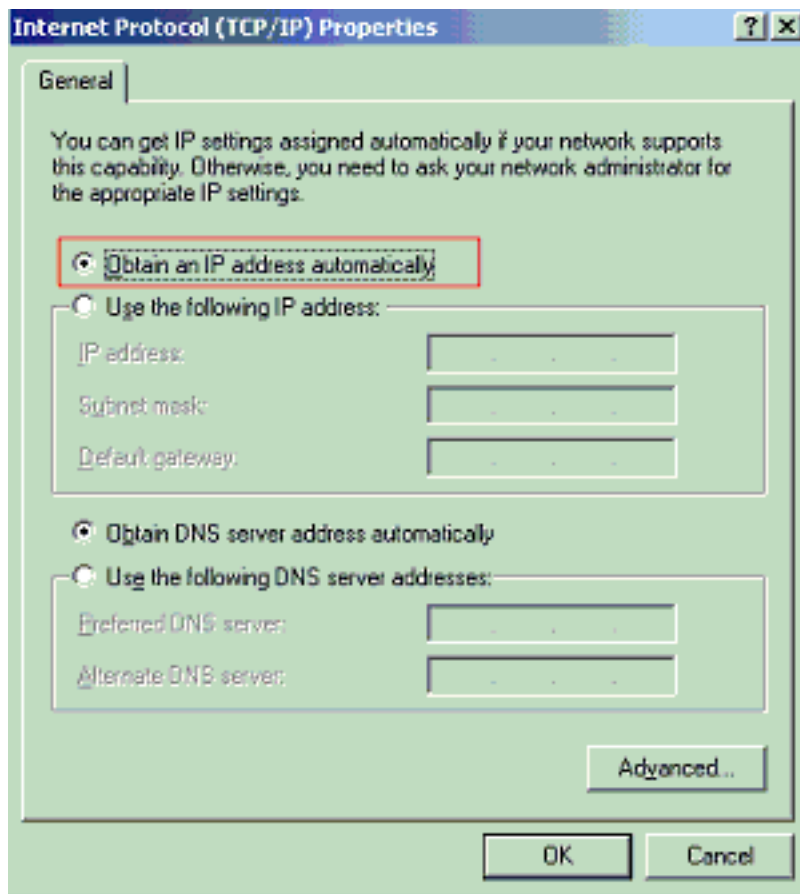 Internet Protocol (TCP/IP) Properties
General
You can get IP settings assigned automatically if your network supports
this capability. Otherwise, you need to ask your network administrator for
the appropriate IP settings.
Obtain an IP address automatically
Use the following IP address:
IP address:
Subnet mask:
Default gateway:
Obtain DNS server address automatically
Use the following DNS server addresses:
Preferred DNS server:
Alternate DNS server:
Advanced...
OK
Cancel